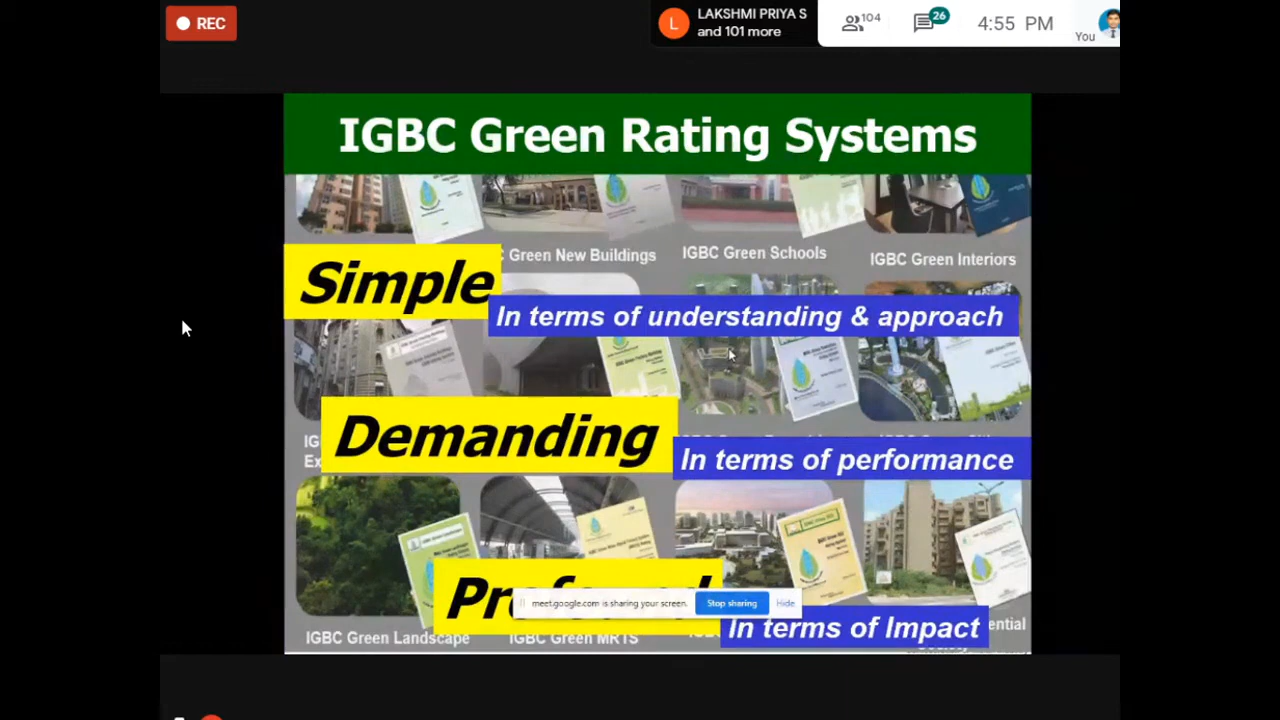 REC
LAKSHMI PRIYA S
and 101 more
104
26
4:55 PM
You
IGBC Green Rating Systems
Green New Buildings
IGBC Green Schools
IGBC Green Interiors
Simple
In terms of understanding & approach
Demanding
In terms of performance
meet.google.com is sharing your screen.
Stop sharing
Hide
In terms of Impact
IGBC Green Landscape
IGBC Green MRTS